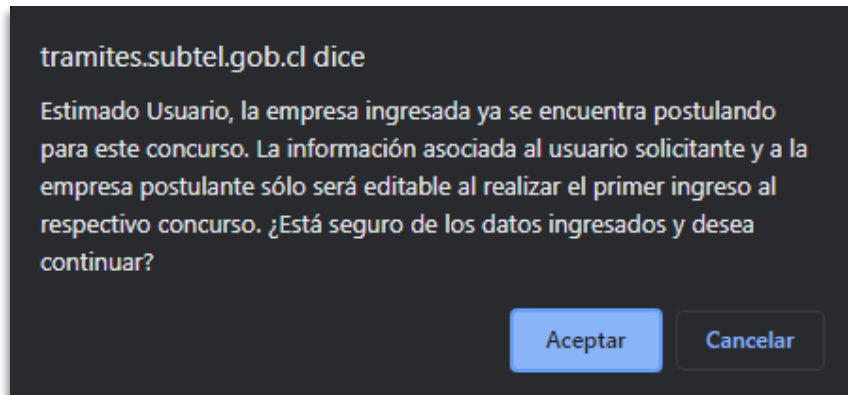 tramites.subtel.gob.cl dice
Estimado Usuario, la empresa ingresada ya se encuentra postulando
para este concurso. La información asociada al usuario solicitante y a la
empresa postulante sólo será editable al realizar el primer ingreso al
respectivo concurso. ¿Está seguro de los datos ingresados y desea
continuar?
Aceptar
Cancelar